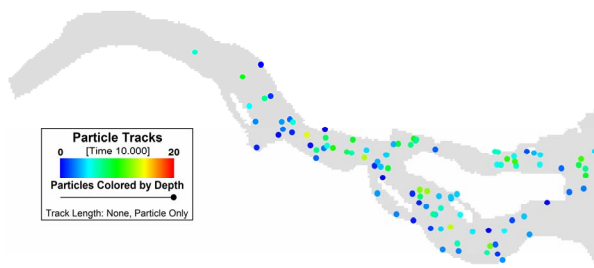 Particle Tracks
[Time 10.000]
0 20
Particles Colored by Depth
Track Length: None, Particle Only